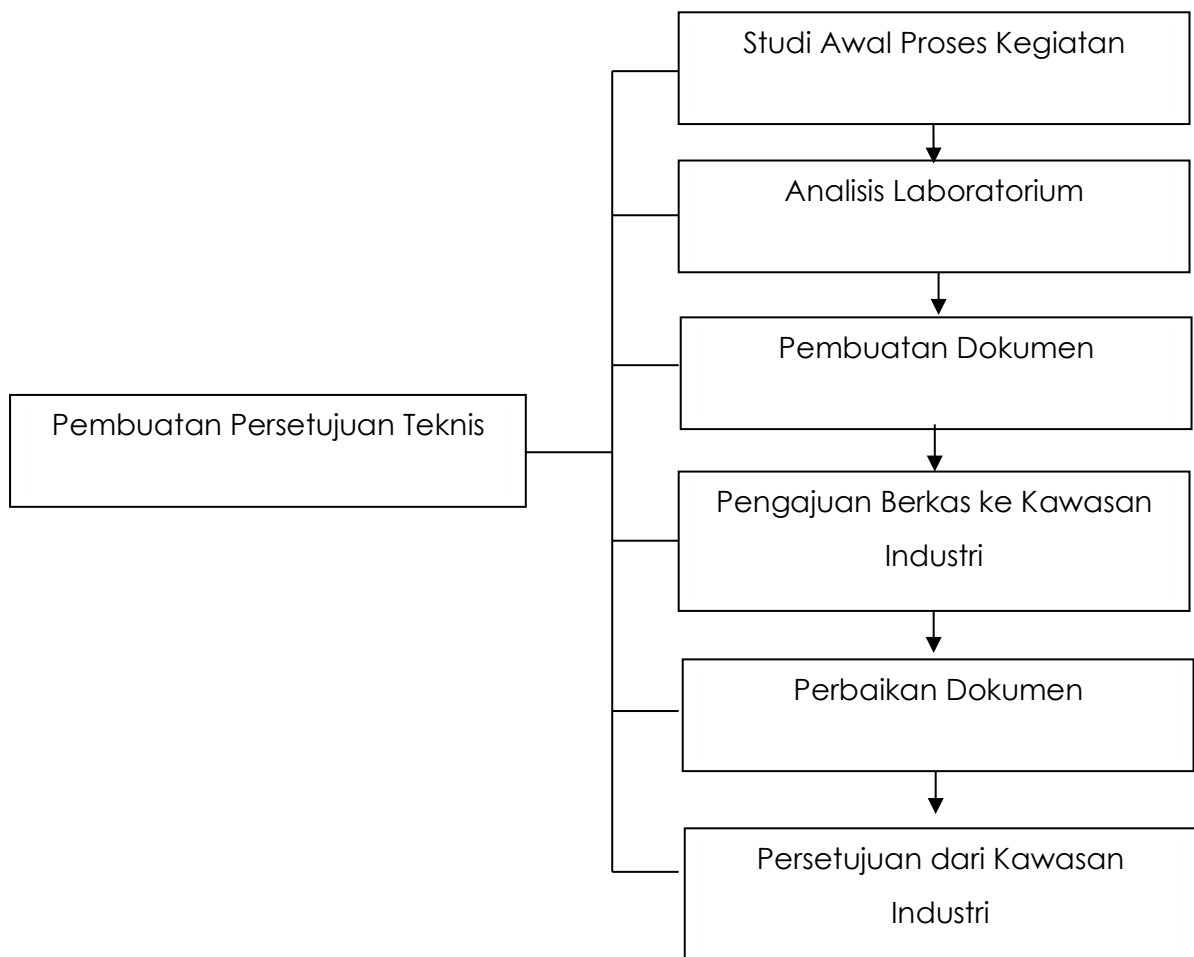 Studi Awal Proses Kegiatan
Analisis Laboratorium
Pembuatan Dokumen
Pembuatan Persetujuan Teknis
Pengajuan Berkas ke Kawasan
Industri
Perbaikan Dokumen
Persetujuan dari Kawasan
Industri